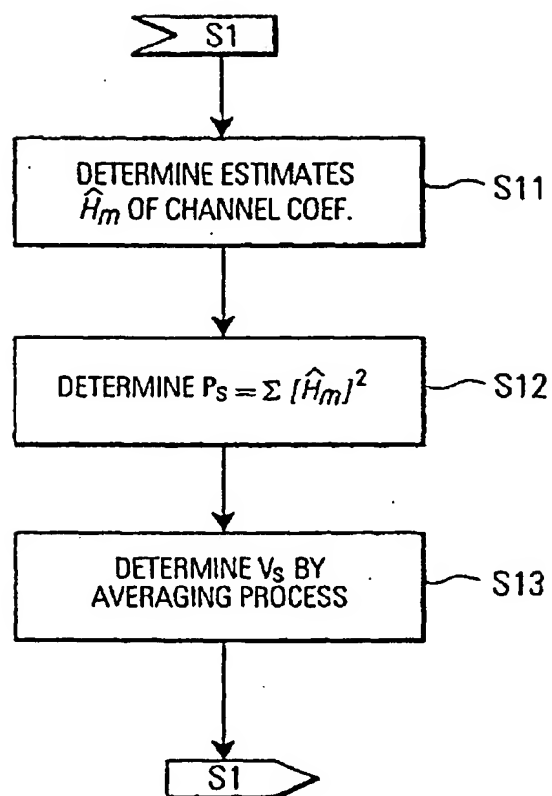 S1
DETERMINE ESTIMATES
Ĥm OF CHANNEL COEF.
S11
DETERMINE PS = Σ [Ĥm]²
S12
DETERMINE VS BY
AVERAGING PROCESS
S13
S1